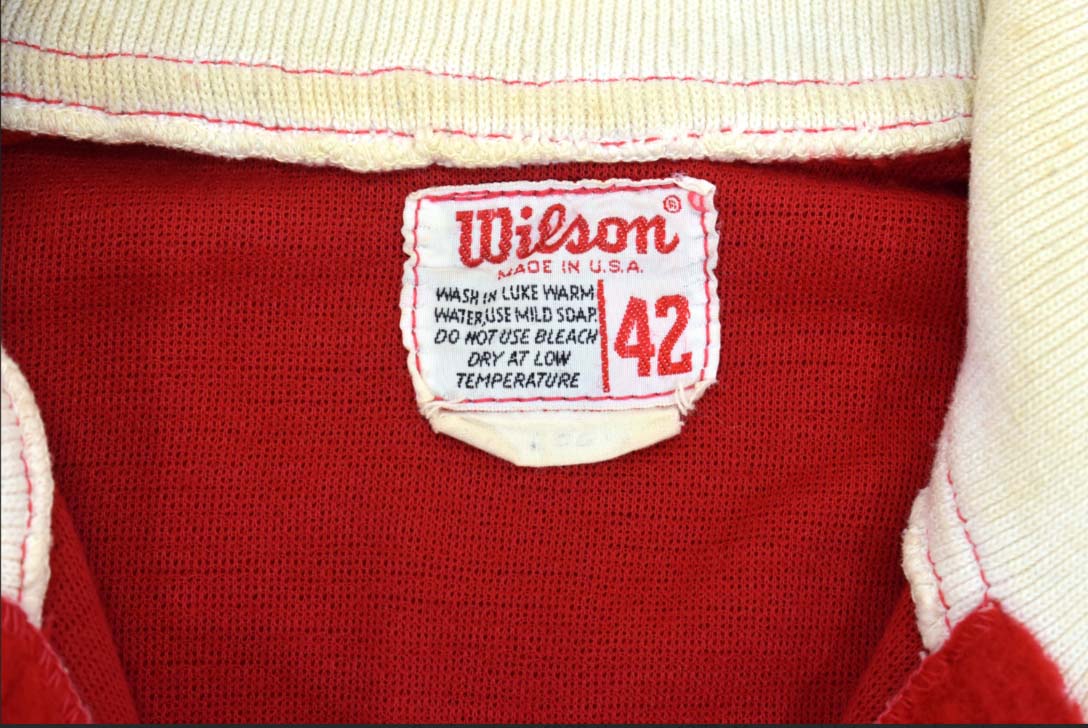 Wilson®
MADE IN U.S.A.
WASH IN LUKE WARM
WATER,USE MILD SOAP.
DO NOT USE BLEACH
DRY AT LOW
TEMPERATURE
42